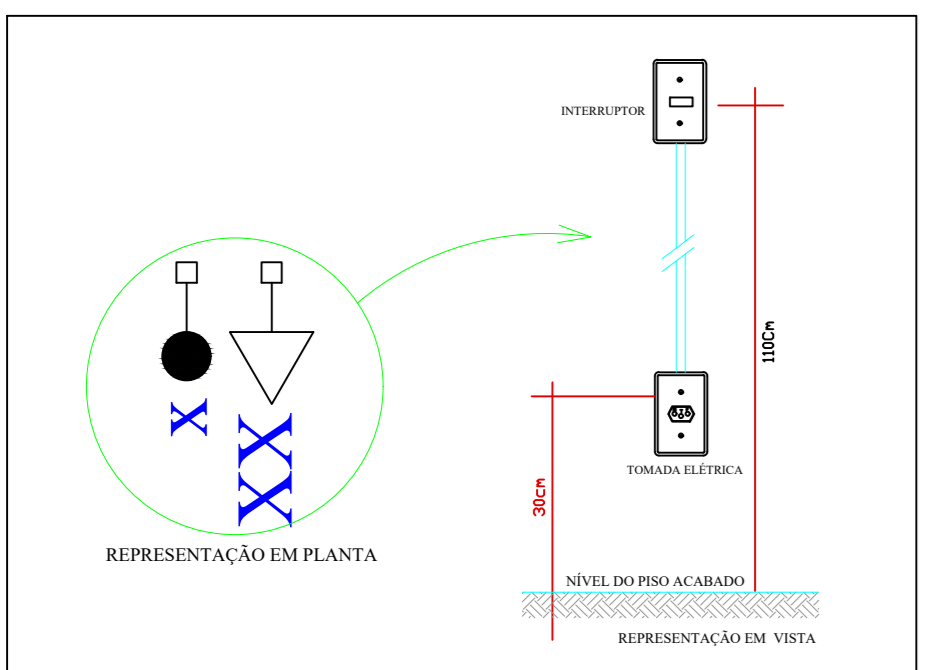 INTERRUPTOR
110Cm
X
XX
TOMADA ELÉTRICA
30cm
REPRESENTAÇÃO EM PLANTA
NÍVEL DO PISO ACABADO
REPRESENTAÇÃO EM VISTA